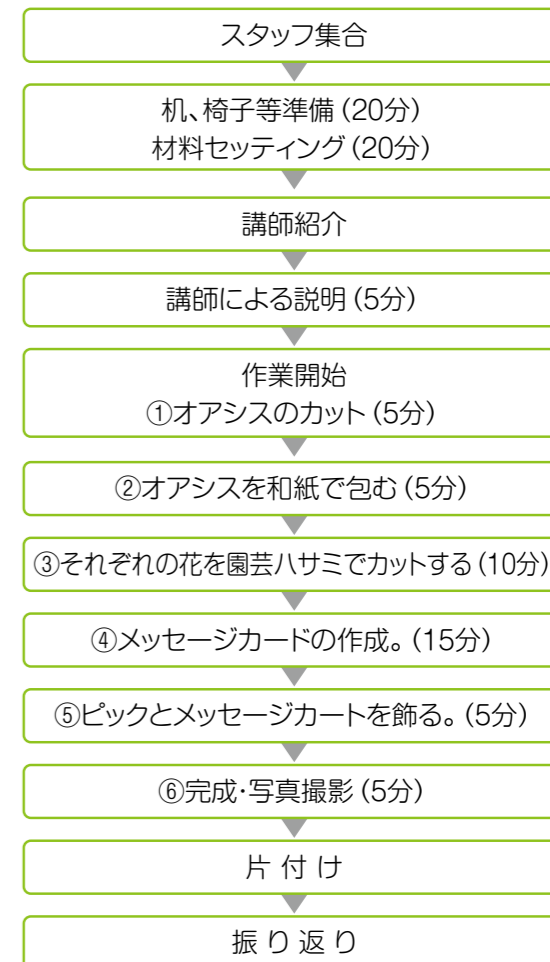 スタッフ集合
机、椅子等準備(20分)
材料セッティング(20分)
講師紹介
講師による説明(5分)
作業開始
①オアシスのカット(5分)
②オアシスを和紙で包む(5分)
③それぞれの花を園芸ハサミでカットする(10分)
④メッセージカードの作成。(15分)
⑤ピックとメッセージカートを飾る。(5分)
⑥完成・写真撮影(5分)
片 付 け
振 り 返 り